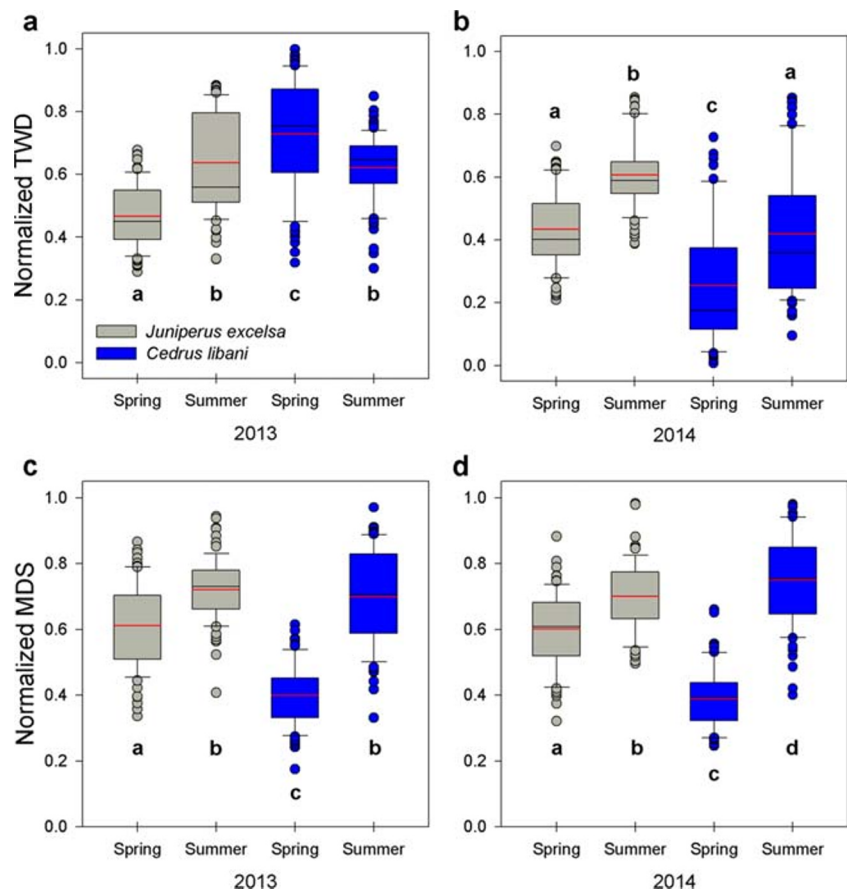 a
Normalized TWD
1.0
0.8
0.6
0.4
0.2
0.0
a b c b
Juniperus excelsa
Cedrus libani
Spring Summer Spring Summer
2013
b
1.0
0.8
0.6
0.4
0.2
0.0
a b c a
Spring Summer Spring Summer
2014
c
Normalized MDS
1.0
0.8
0.6
0.4
0.2
0.0
a b c b
Spring Summer Spring Summer
2013
d
1.0
0.8
0.6
0.4
0.2
0.0
a b c d
Spring Summer Spring Summer
2014